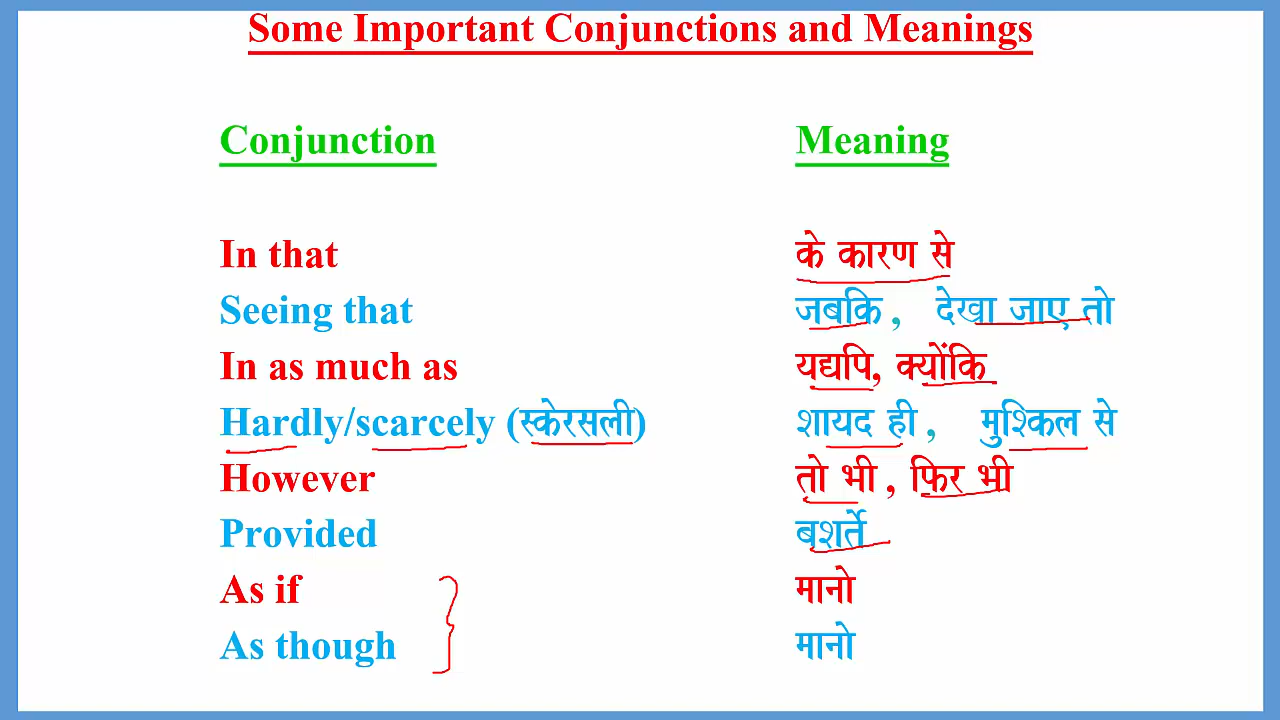 Some Important Conjunctions and Meanings
Conjunction Meaning
In that के कारण से
Seeing that जबकि , देखा जाए तो
In as much as यद्यपि, क्योंकि
Hardly/scarcely (स्केरसली) शायद ही , मुश्किल से
However तो भी , फिर भी
Provided बशर्ते
As if मानो
As though मानो